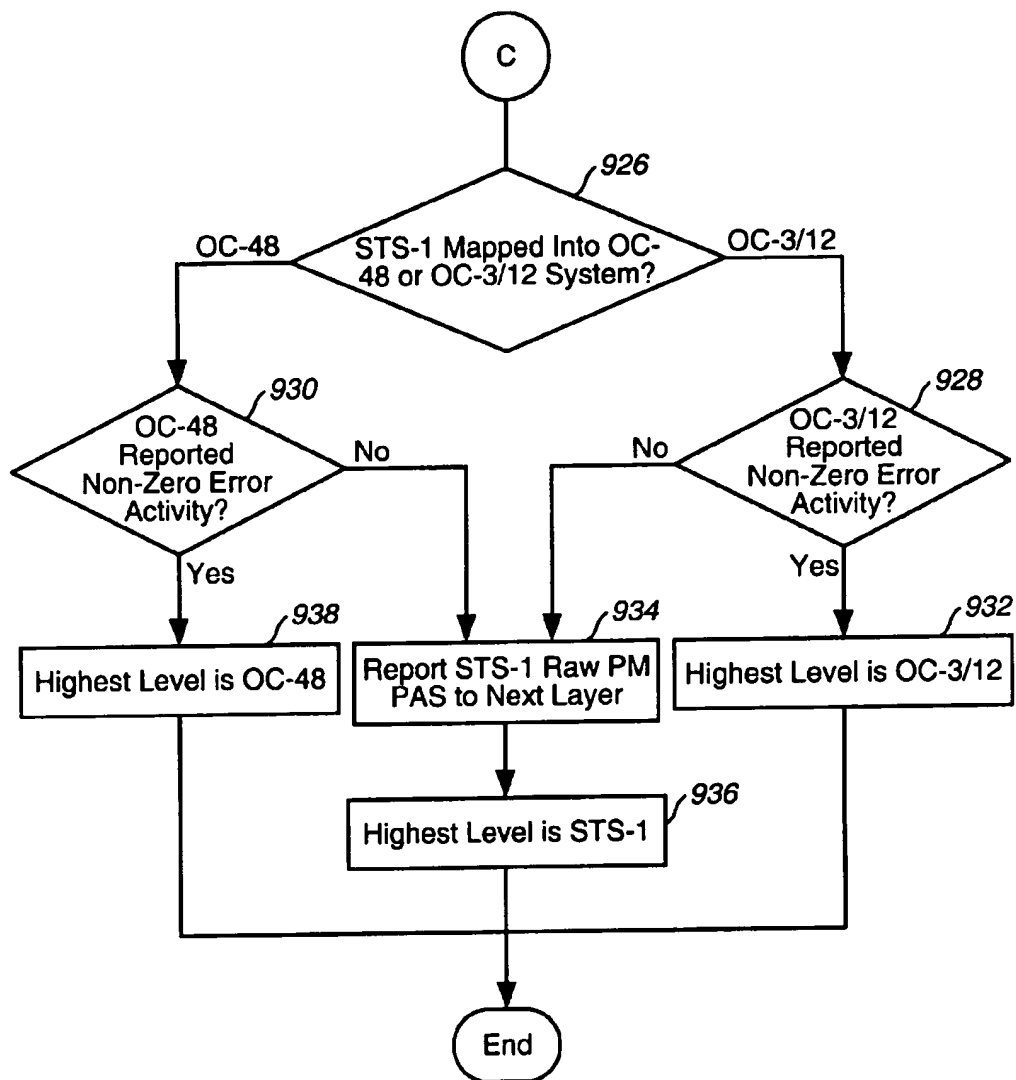 C
926
STS-1 Mapped Into OC-
48 or OC-3/12 System?
OC-48
OC-3/12
930
OC-48
Reported
Non-Zero Error
Activity?
No
Yes
928
OC-3/12
Reported
Non-Zero Error
Activity?
No
Yes
938
Highest Level is OC-48
934
Report STS-1 Raw PM
PAS to Next Layer
932
Highest Level is OC-3/12
936
Highest Level is STS-1
End